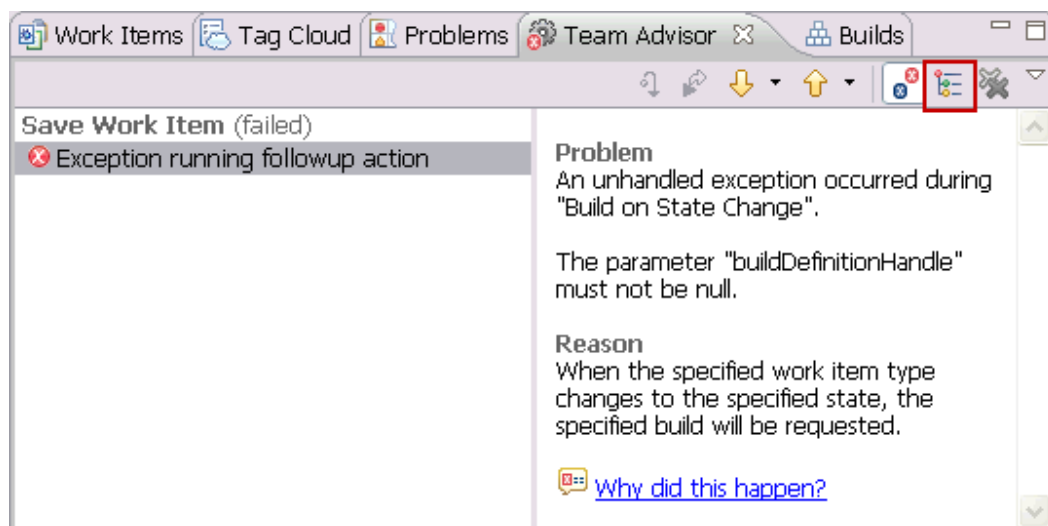 Work Items Tag Cloud Problems Team Advisor Builds
Save Work Item (failed)
Exception running followup action
Problem
An unhandled exception occurred during
"Build on State Change".
The parameter "buildDefinitionHandle"
must not be null.
Reason
When the specified work item type
changes to the specified state, the
specified build will be requested.
Why did this happen?